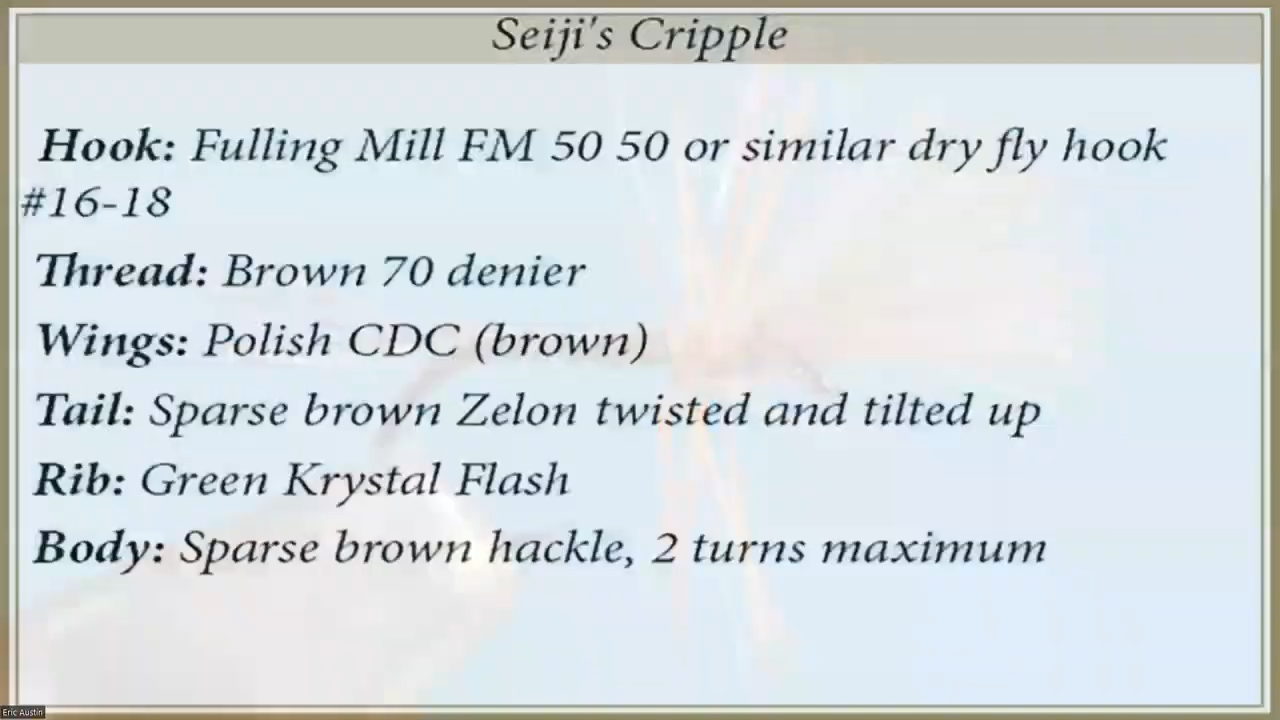 Seiji's Cripple
Hook: Fulling Mill FM 50 50 or similar dry fly hook
#16-18
Thread: Brown 70 denier
Wings: Polish CDC (brown)
Tail: Sparse brown Zelon twisted and tilted up
Rib: Green Krystal Flash
Body: Sparse brown hackle, 2 turns maximum
Eric Austin